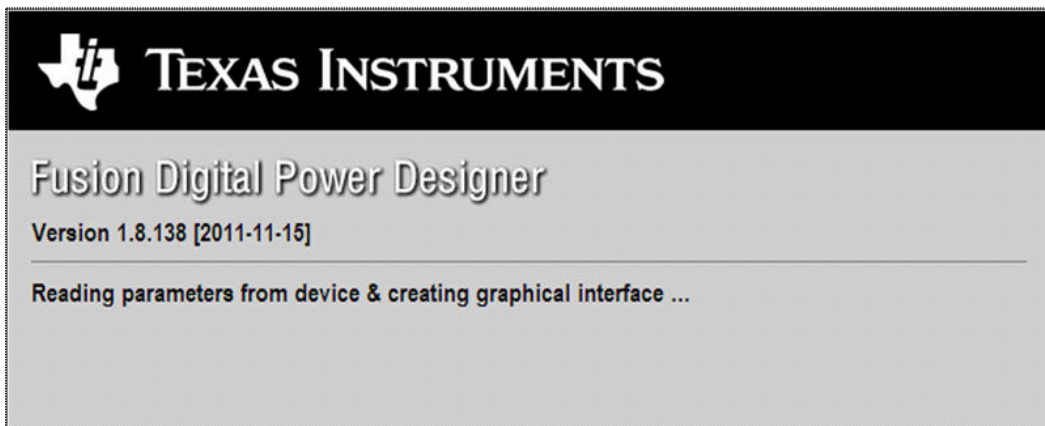 TEXAS INSTRUMENTS
Fusion Digital Power Designer
Version 1.8.138 [2011-11-15]
Reading parameters from device & creating graphical interface ...